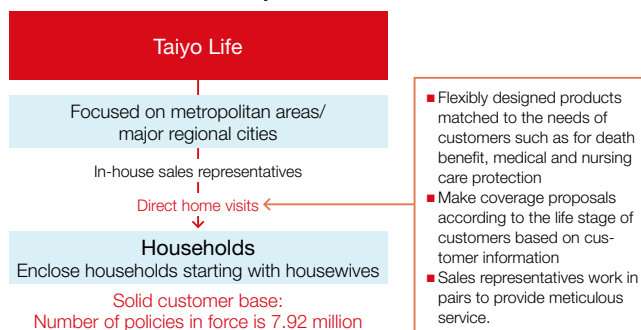 Taiyo Life
Focused on metropolitan areas/
major regional cities
In-house sales representatives
Direct home visits
Households
Enclose households starting with housewives
Solid customer base:
Number of policies in force is 7.92 million
■ Flexibly designed products
matched to the needs of
customers such as for death
benefit, medical and nursing
care protection
■ Make coverage proposals
according to the life stage of
customers based on cus-
tomer information
■ Sales representatives work in
pairs to provide meticulous
service.